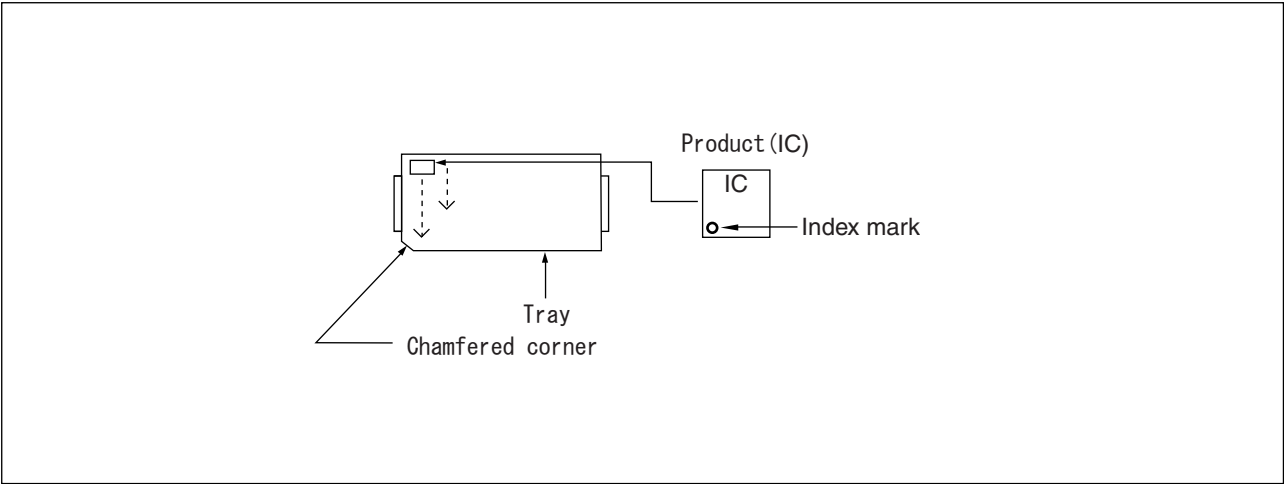 Product(IC)
IC
Index mark
Tray
Chamfered corner